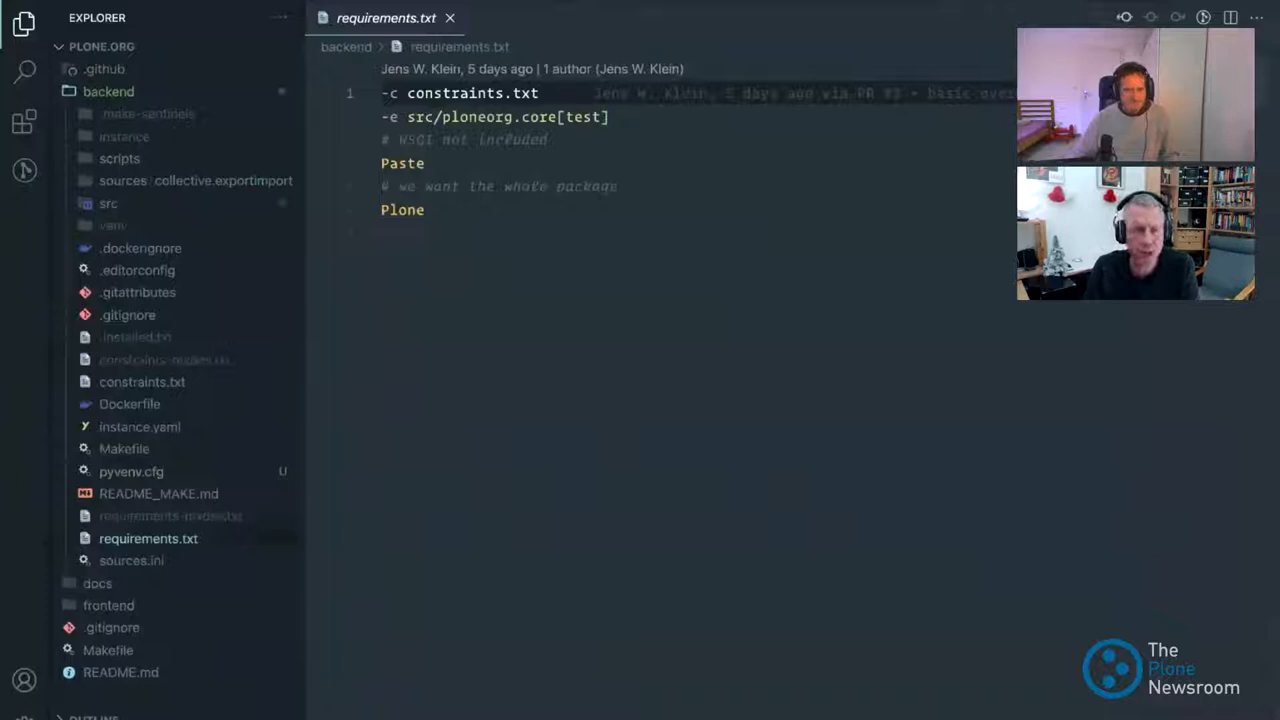 EXPLORER
requirements.txt
PLONE.ORG
backend > requirements.txt
.github
Jens W. Klein, 5 days ago | 1 author (Jens W. Klein)
backend
1 -c constraints.txt Jens W. Klein, 5 days ago via PR
.make-sentinels
-e src/ploneorg.core[test]
instance
# WSGI not included
scripts
Paste
sources collective.exportimport
# we want the whole package
src
Plone
venv
.dockerignore
.editorconfig
.gitattributes
.gitignore
.installed.txt
constraints.txt
Dockerfile
instance.yaml
Makefile
pyvenv.cfg U
README_MAKE.md
requirements-mxdev.txt
requirements.txt
sources.ini
docs
frontend
.gitignore
Makefile
README.md
OUTLINE
The
Plone
Newsroom